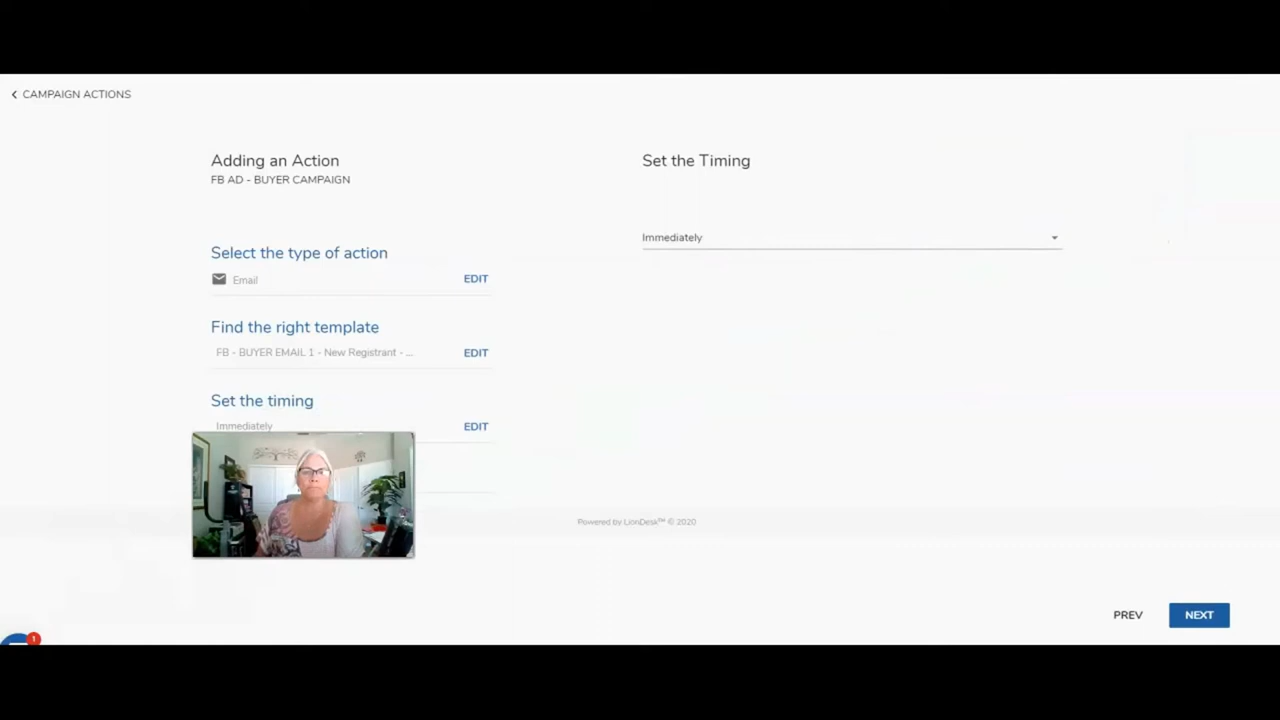 CAMPAIGN ACTIONS
Adding an Action
FB AD - BUYER CAMPAIGN
Select the type of action
Email
EDIT
Find the right template
FB - BUYER EMAIL 1 - New Registrant - ...
EDIT
Set the timing
Immediately
EDIT
Set the Timing
Immediately
Powered by LionDesk™ © 2020
PREV
NEXT
1